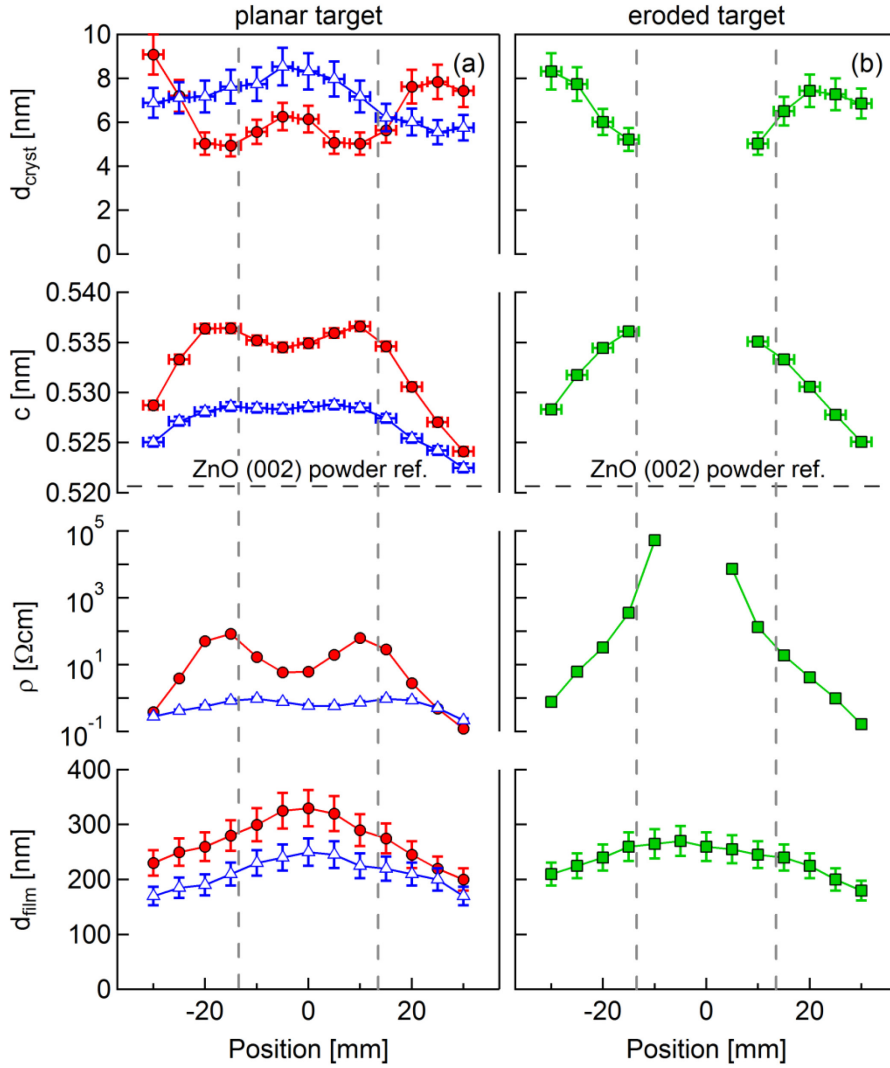 planar target
eroded target
10
8
6
4
2
0
d_cryst [nm]
(a)
(b)
0.540
0.535
0.530
0.525
0.520
c [nm]
ZnO (002) powder ref.
ZnO (002) powder ref.
10^5
10^3
10^1
10^-1
ρ [Ωcm]
400
300
200
100
0
d_film [nm]
-20
0
20
-20
0
20
Position [mm]
Position [mm]